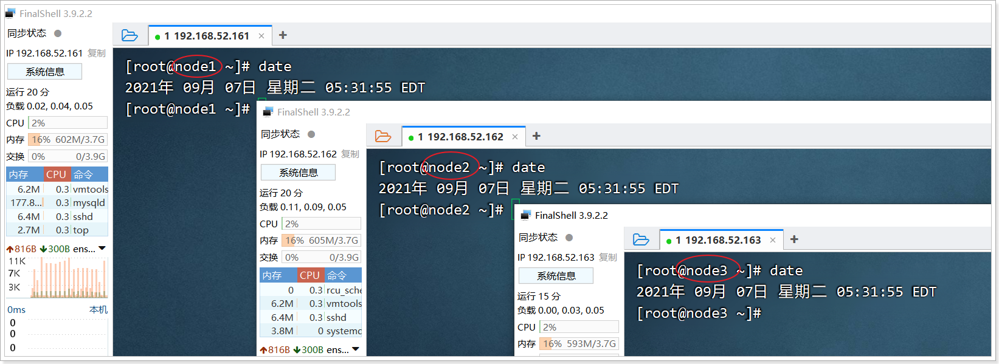 FinalShell 3.9.2.2
同步状态
IP 192.168.52.161 复制
系统信息
运行 20 分
负载 0.02, 0.04, 0.05
CPU 2%
内存 16% 602M/3.7G
交换 0% 0/3.9G
内存 CPU 命令
6.2M 0.3 vmtools
177.8... 0.3 mysqld
6.4M 0.3 sshd
2.7M 0.3 top
816B 300B ens...
11K
7K
3K
0ms 本机
0
0
0
1 192.168.52.161 × +
[root@node1 ~]# date
2021年 09月 07日 星期二 05:31:55 EDT
[root@node1 ~]#
FinalShell 3.9.2.2
同步状态
IP 192.168.52.162 复制
系统信息
运行 20 分
负载 0.11, 0.09, 0.05
CPU 2%
内存 16% 605M/3.7G
交换 0% 0/3.9G
内存 CPU 命令
0 0.3 rcu_sche
6.2M 0.3 vmtools
6.4M 0.3 sshd
3.8M 0 systemd
816B 300B ens...
1 192.168.52.162 × +
[root@node2 ~]# date
2021年 09月 07日 星期二 05:31:55 EDT
[root@node2 ~]#
FinalShell 3.9.2.2
同步状态
IP 192.168.52.163 复制
系统信息
运行 15 分
负载 0.00, 0.03, 0.05
CPU 2%
内存 16% 593M/3.7G
1 192.168.52.163 × +
[root@node3 ~]# date
2021年 09月 07日 星期二 05:31:55 EDT
[root@node3 ~]#